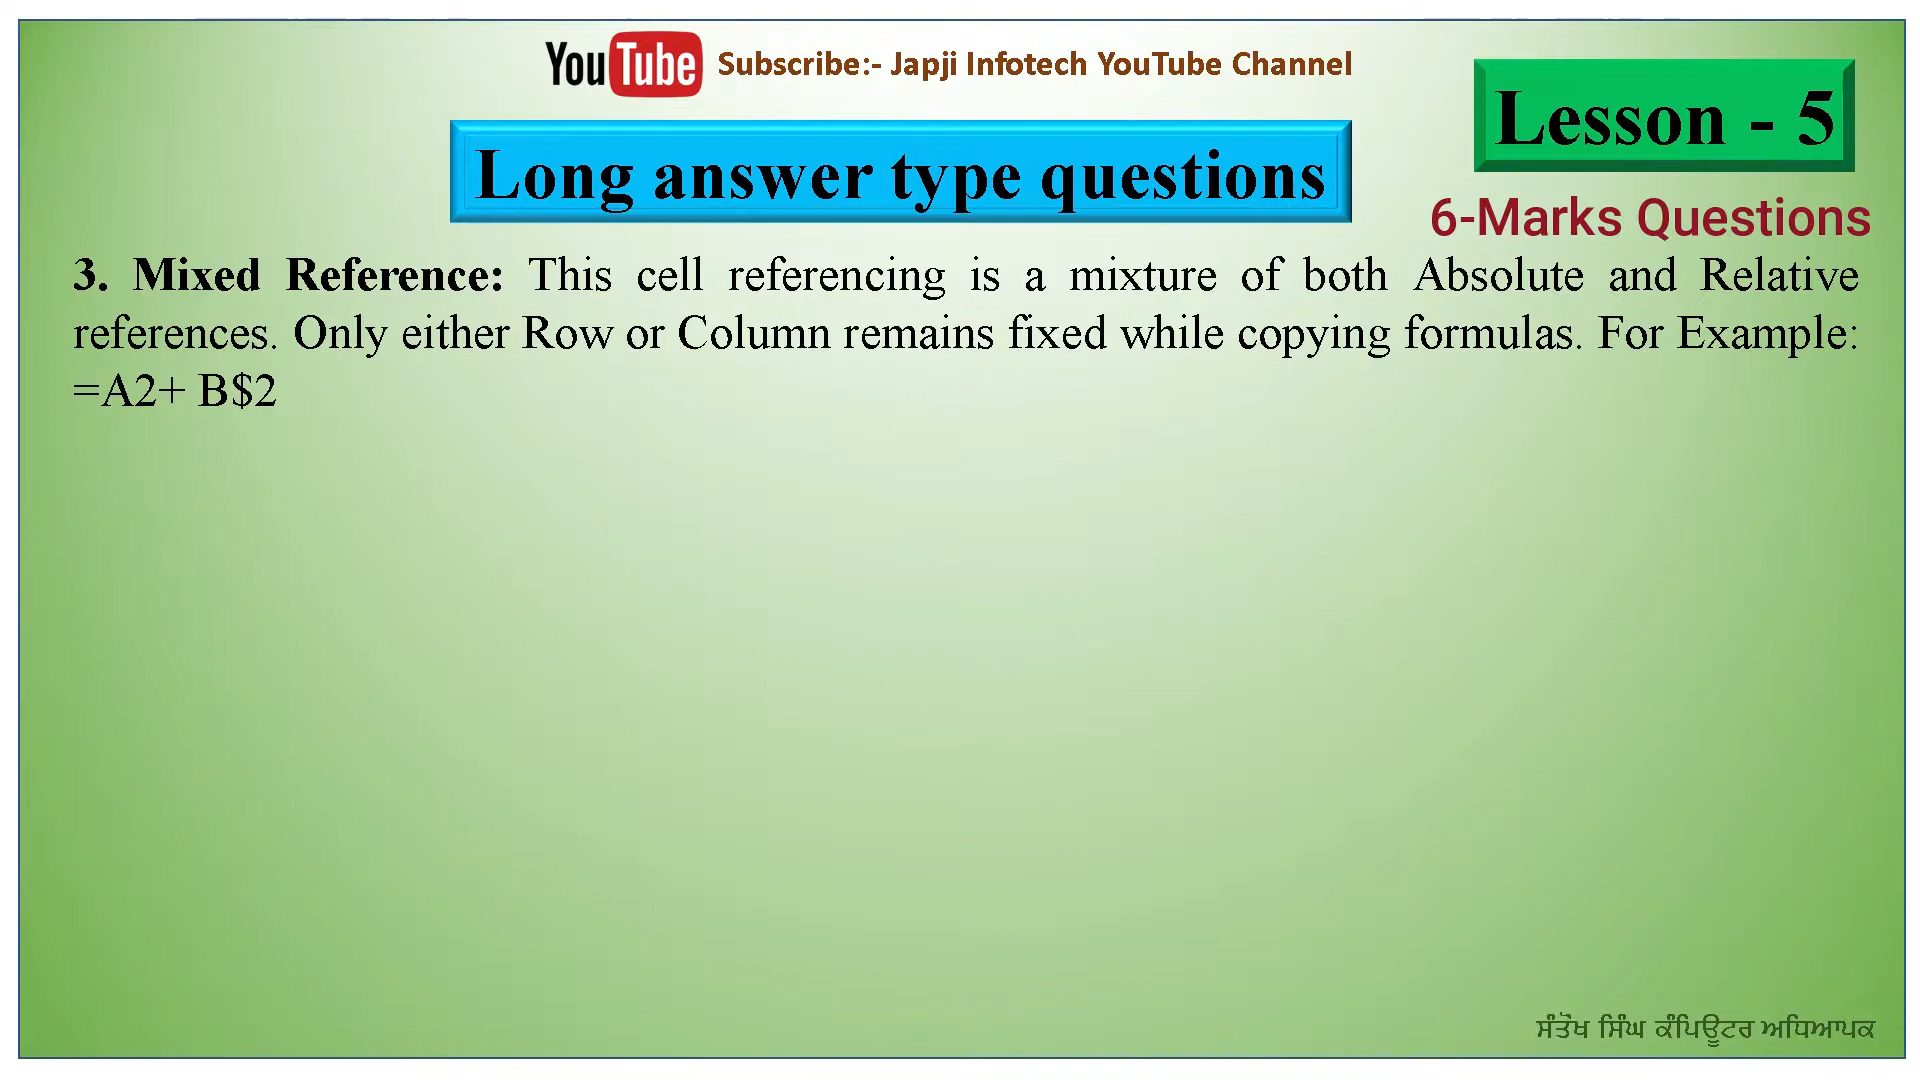 YouTube Subscribe:- Japji Infotech YouTube Channel
Lesson - 5
Long answer type questions
6-Marks Questions
3. Mixed Reference: This cell referencing is a mixture of both Absolute and Relative
references. Only either Row or Column remains fixed while copying formulas. For Example:
=A2+ B$2
ਸੰਤੋਖ ਸਿੰਘ ਕੰਪਿਊਟਰ ਅਧਿਆਪਕ